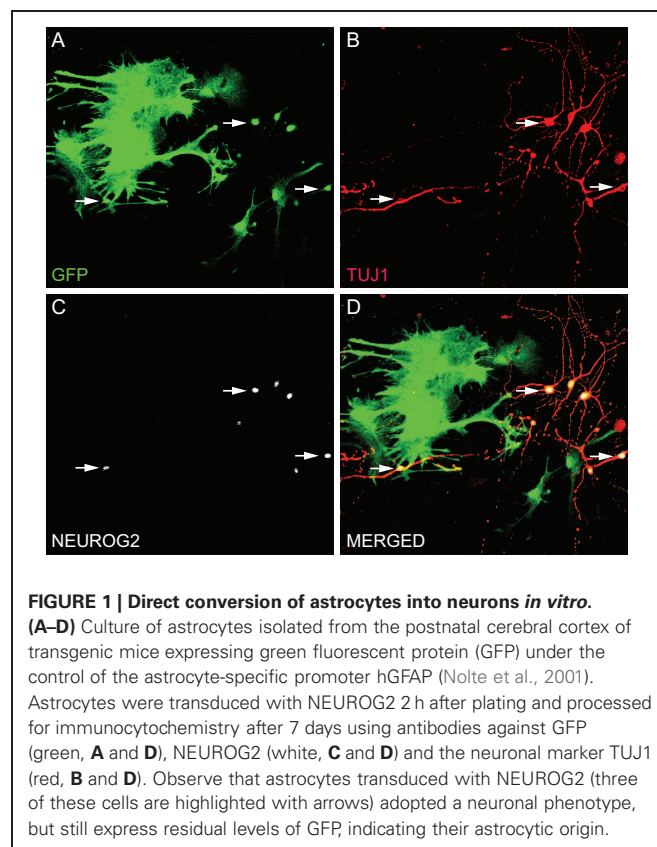 A
B
GFP
TUJ1
C
D
NEUROG2
MERGED
FIGURE 1 | Direct conversion of astrocytes into neurons in vitro.
(A–D) Culture of astrocytes isolated from the postnatal cerebral cortex of
transgenic mice expressing green fluorescent protein (GFP) under the
control of the astrocyte-specific promoter hGFAP (Nolte et al., 2001).
Astrocytes were transduced with NEUROG2 2 h after plating and processed
for immunocytochemistry after 7 days using antibodies against GFP
(green, A and D), NEUROG2 (white, C and D) and the neuronal marker TUJ1
(red, B and D). Observe that astrocytes transduced with NEUROG2 (three
of these cells are highlighted with arrows) adopted a neuronal phenotype,
but still express residual levels of GFP, indicating their astrocytic origin.